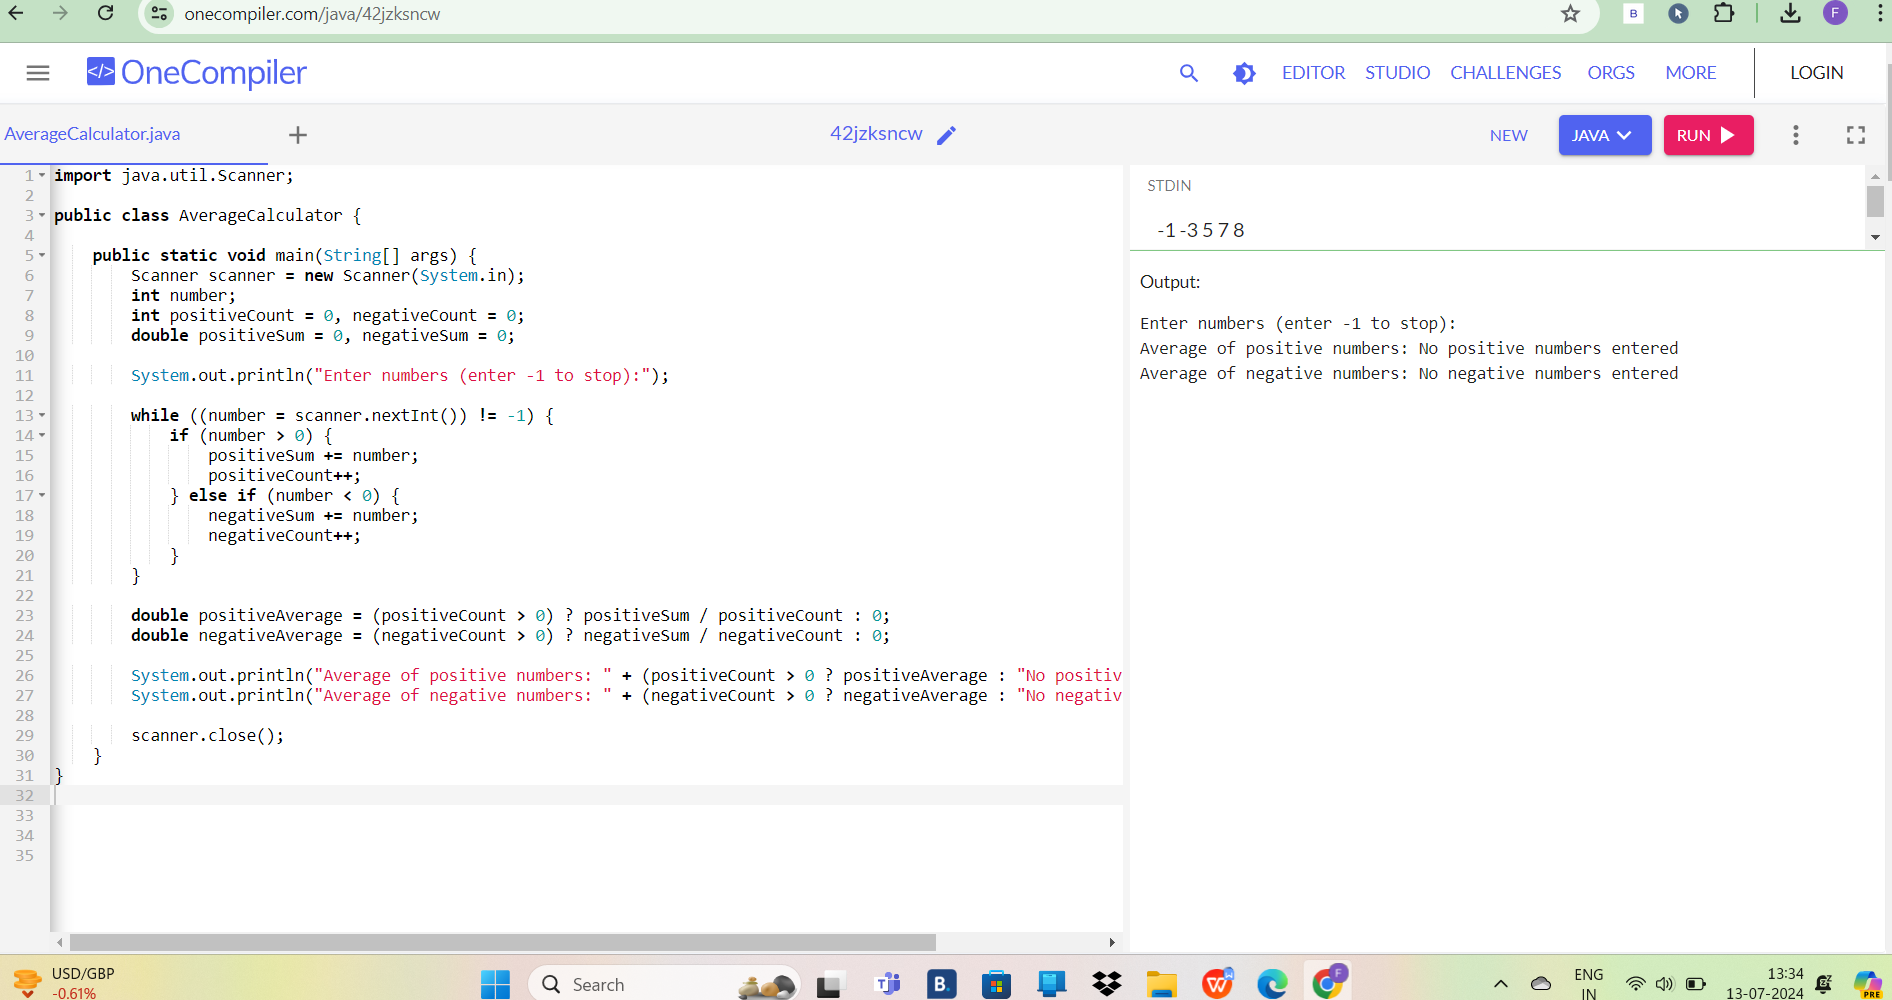 onecompiler.com/java/42jzksncw
B
F
</> OneCompiler
EDITOR STUDIO CHALLENGES ORGS MORE LOGIN
AverageCalculator.java
42jzksncw
NEW JAVA RUN
1 import java.util.Scanner;
2
3 public class AverageCalculator {
4
5 public static void main(String[] args) {
6 Scanner scanner = new Scanner(System.in);
7 int number;
8 int positiveCount = 0, negativeCount = 0;
9 double positiveSum = 0, negativeSum = 0;
10
11 System.out.println("Enter numbers (enter -1 to stop):");
12
13 while ((number = scanner.nextInt()) != -1) {
14 if (number > 0) {
15 positiveSum += number;
16 positiveCount++;
17 } else if (number < 0) {
18 negativeSum += number;
19 negativeCount++;
20 }
21 }
22
23 double positiveAverage = (positiveCount > 0) ? positiveSum / positiveCount : 0;
24 double negativeAverage = (negativeCount > 0) ? negativeSum / negativeCount : 0;
25
26 System.out.println("Average of positive numbers: " + (positiveCount > 0 ? positiveAverage : "No positiv
27 System.out.println("Average of negative numbers: " + (negativeCount > 0 ? negativeAverage : "No negativ
28
29 scanner.close();
30 }
31 }
32
33
34
35
STDIN
-1 -3 5 7 8
Output:
Enter numbers (enter -1 to stop):
Average of positive numbers: No positive numbers entered
Average of negative numbers: No negative numbers entered
USD/GBP
-0.61%
Search
B.
F
ENG
IN
13:34
13-07-2024
PRE